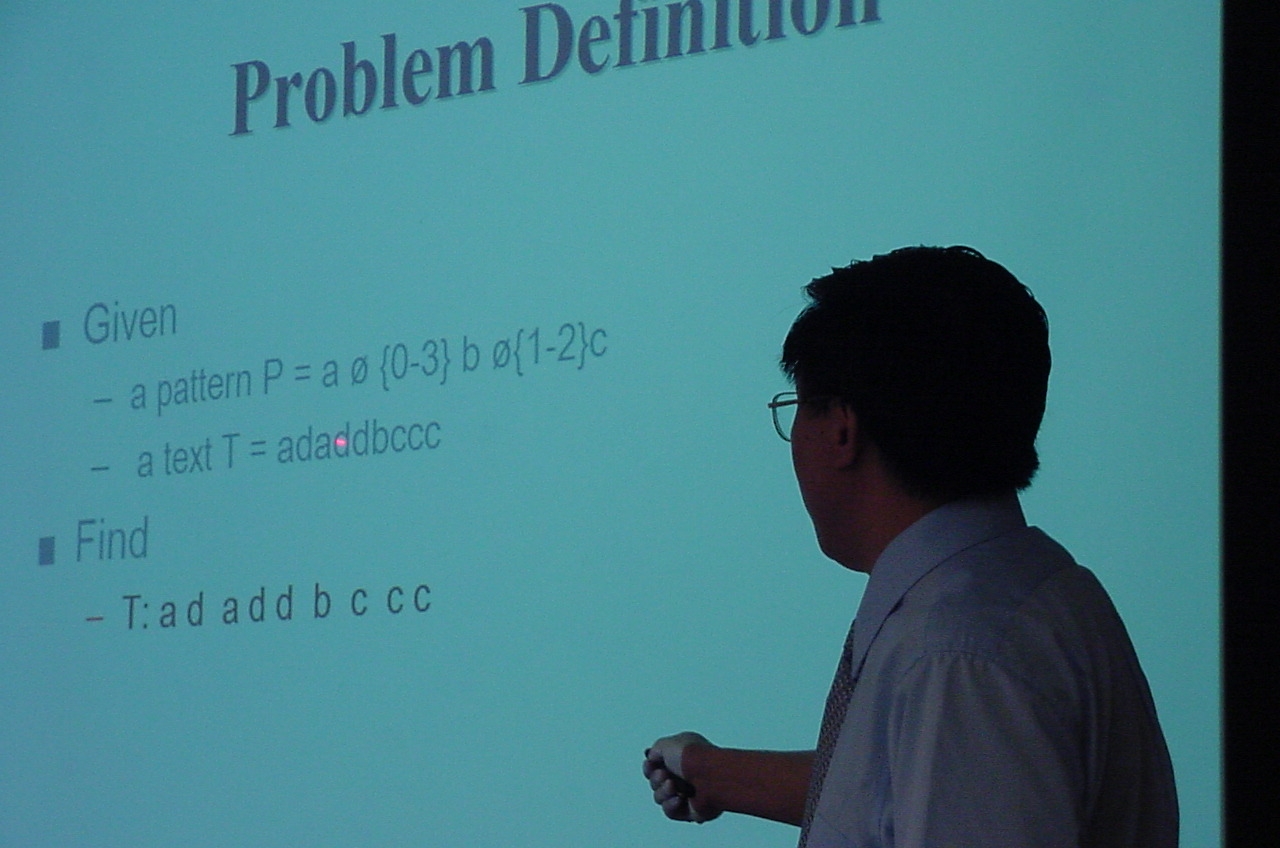 Problem Definition
■ Given
– a pattern P = a ø {0-3} b ø{1-2}c
– a text T = adaddbccc
■ Find
– T: a d a d d b c c c